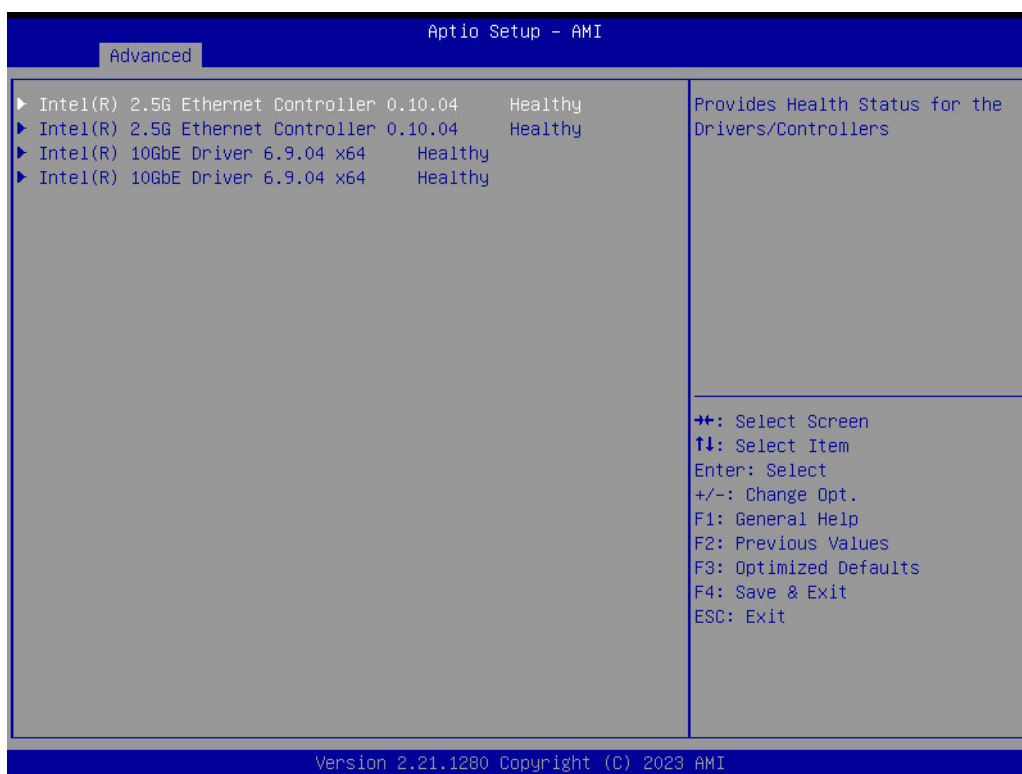 Aptio Setup - AMI
Advanced
Intel(R) 2.5G Ethernet Controller 0.10.04 Healthy
Intel(R) 2.5G Ethernet Controller 0.10.04 Healthy
Intel(R) 10GbE Driver 6.9.04 x64 Healthy
Intel(R) 10GbE Driver 6.9.04 x64 Healthy
Provides Health Status for the
Drivers/Controllers
→←: Select Screen
↑↓: Select Item
Enter: Select
+/-: Change Opt.
F1: General Help
F2: Previous Values
F3: Optimized Defaults
F4: Save & Exit
ESC: Exit
Version 2.21.1280 Copyright (C) 2023 AMI